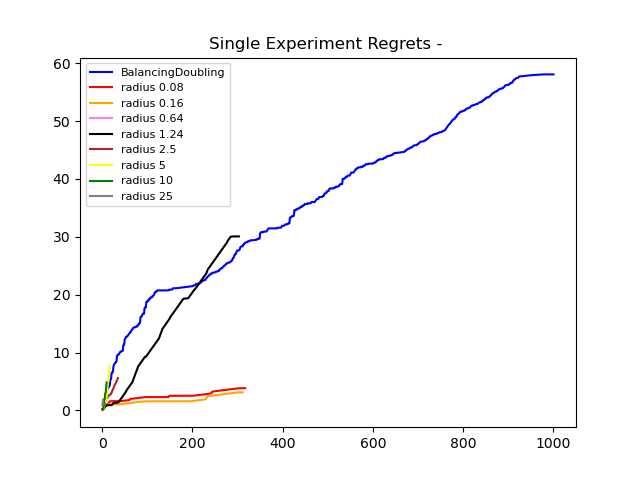 Single Experiment Regrets -
60
50
40
30
20
10
0
BalancingDoubling
radius 0.08
radius 0.16
radius 0.64
radius 1.24
radius 2.5
radius 5
radius 10
radius 25
0 200 400 600 800 1000